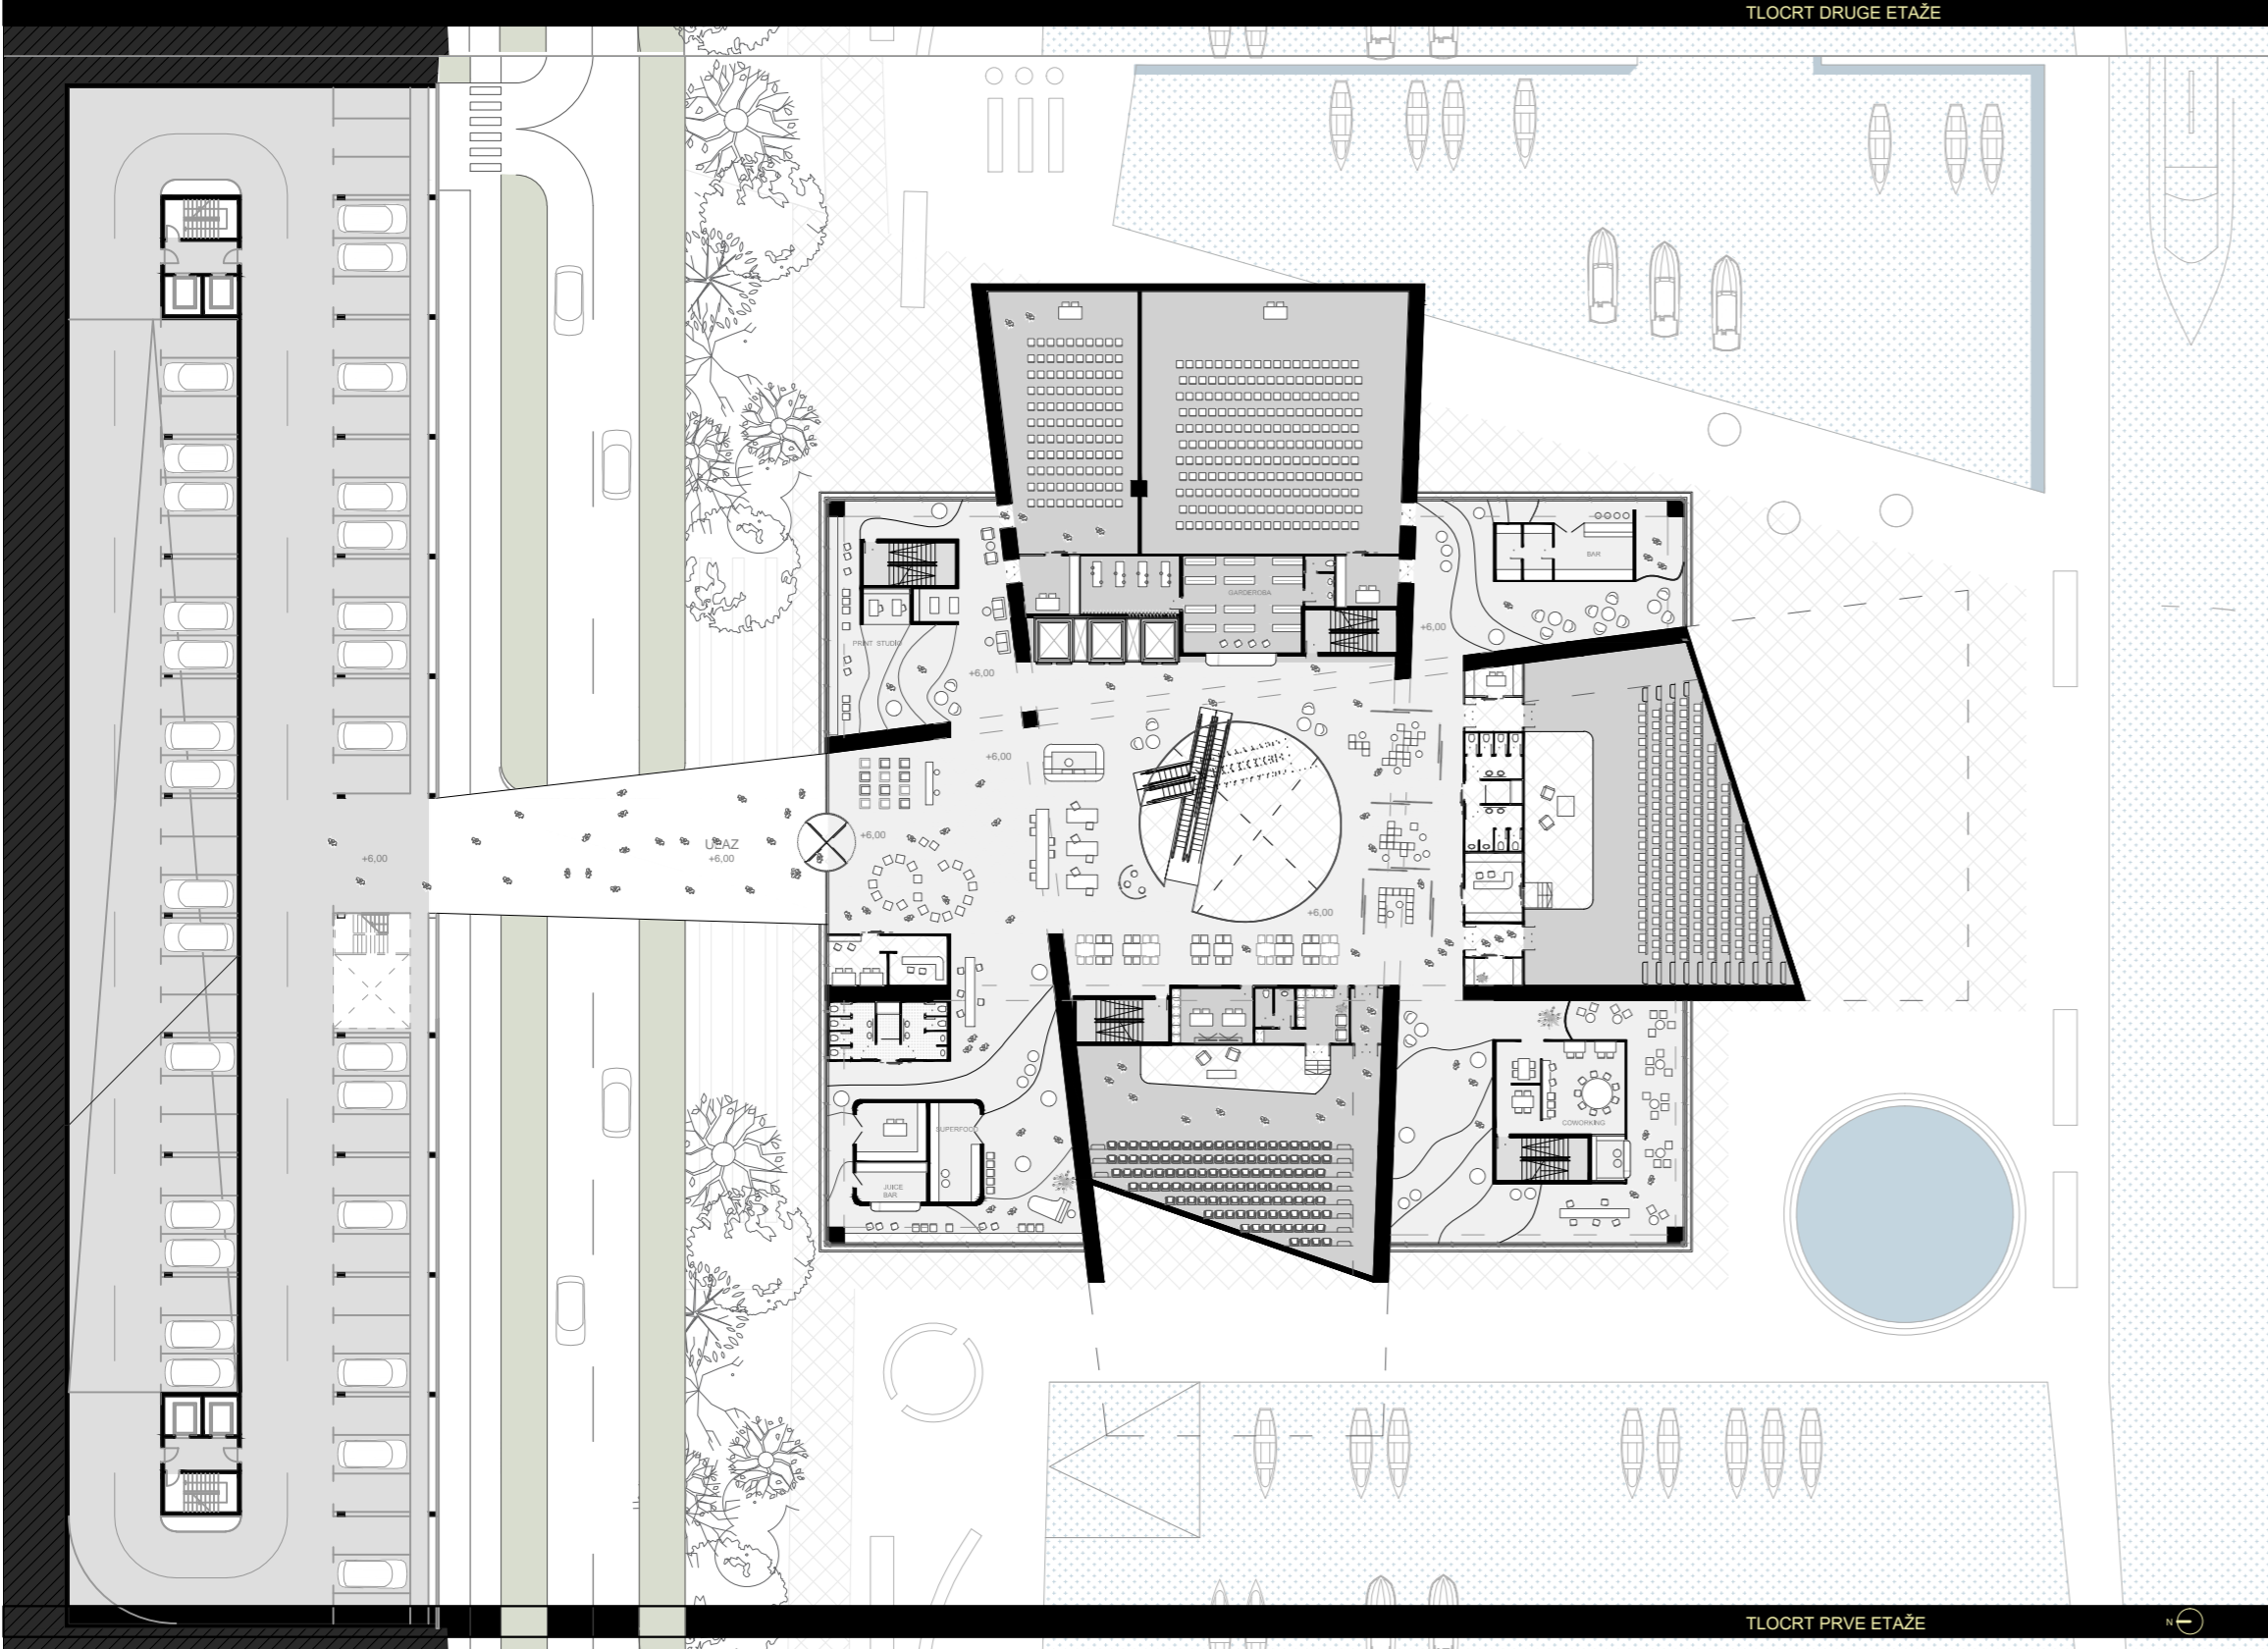 TLOCRT DRUGE ETAŽE
BAR
GARDEROBA
+6,00
PRINT STUDIO
+6,00
+6,00
+6,00
ULAZ
+6,00
+6,00
+6,00
COWORKING
SUPERFOOD
JUICE
BAR
TLOCRT PRVE ETAŽE
N